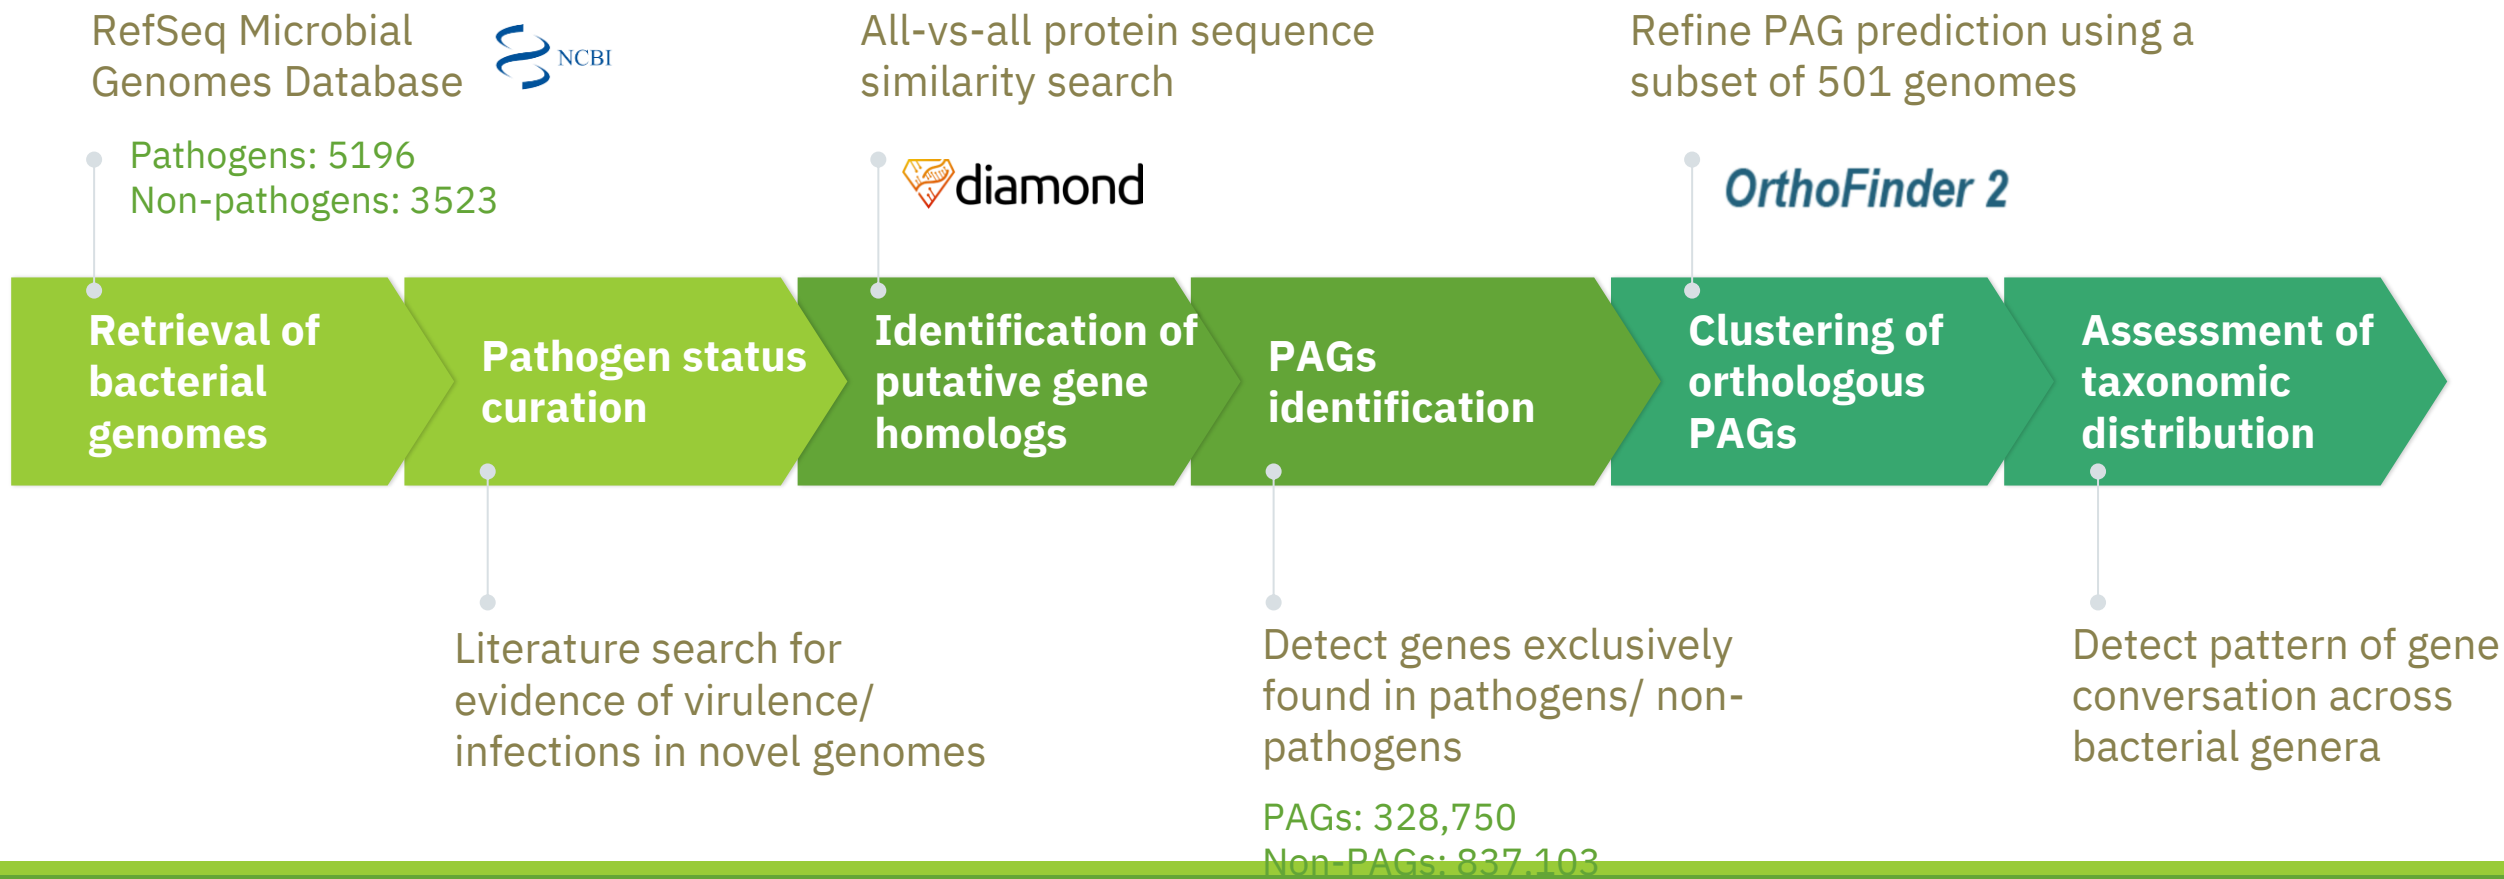 RefSeq Microbial
Genomes Database
NCBI
Pathogens: 5196
Non-pathogens: 3523
All-vs-all protein sequence
similarity search
diamond
Refine PAG prediction using a
subset of 501 genomes
OrthoFinder 2
Retrieval of
bacterial
genomes
Pathogen status
curation
Identification of
putative gene
homologs
PAGs
identification
Clustering of
orthologous
PAGs
Assessment of
taxonomic
distribution
Literature search for
evidence of virulence/
infections in novel genomes
Detect genes exclusively
found in pathogens/ non-
pathogens
PAGs: 328,750
Non-PAGs: 837.103
Detect pattern of gene
conversation across
bacterial genera